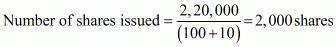 Number of shares issued = 2,20,000 / (100+10) = 2,000 shares